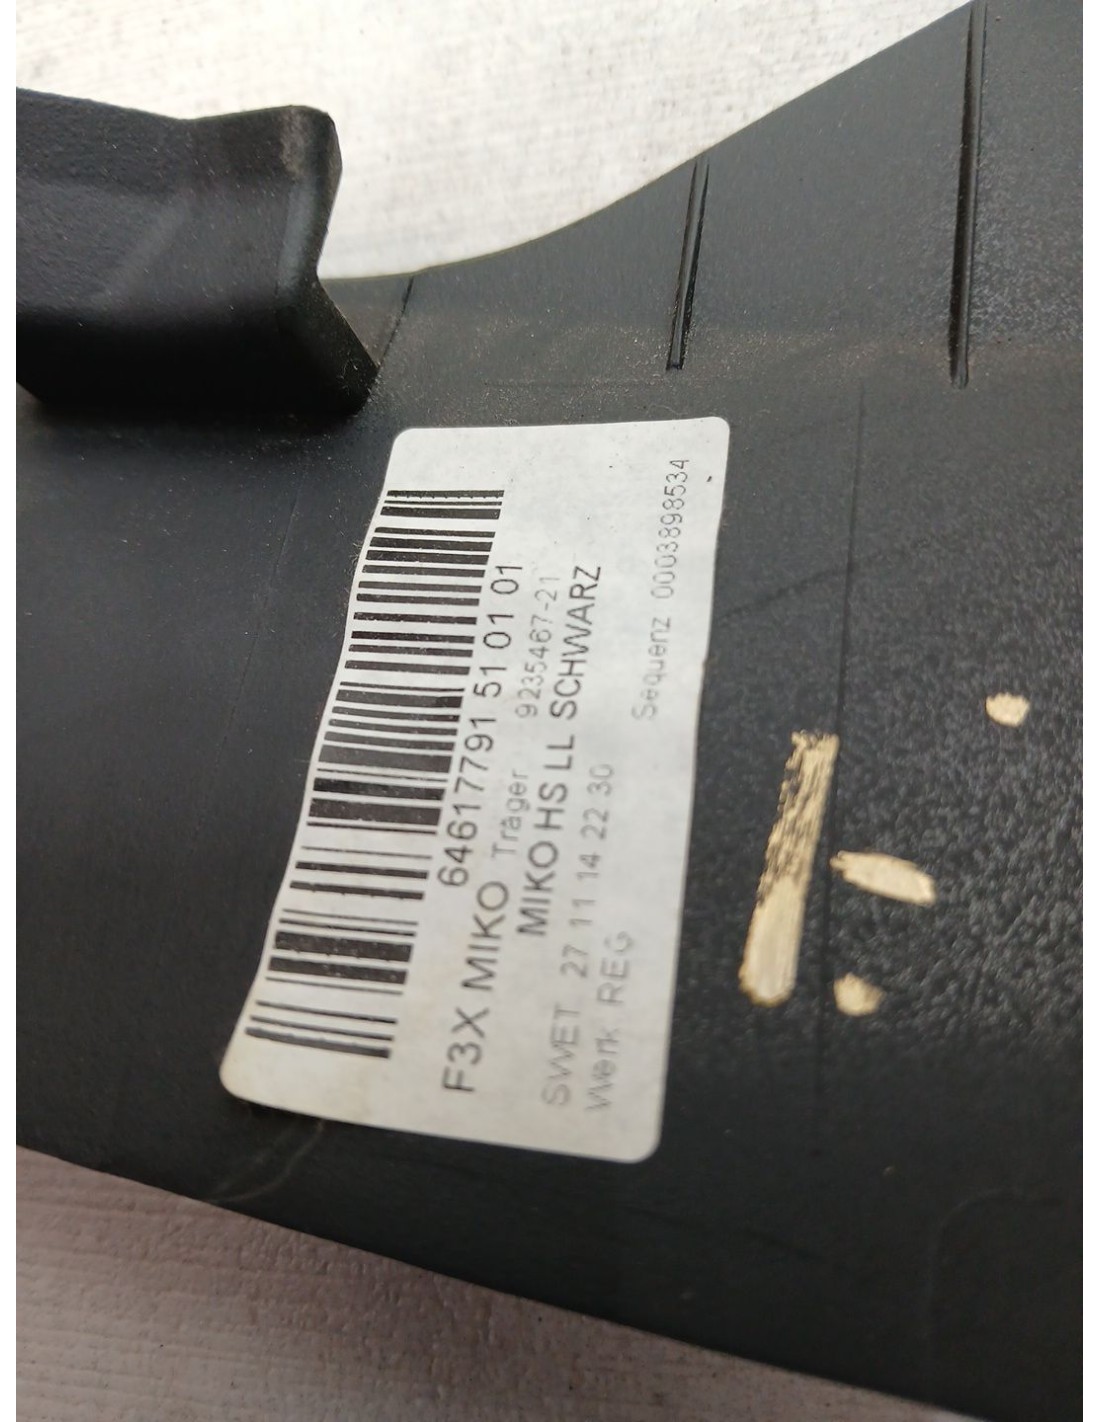 64617791 51 01 01
F3X MIKO Träger 9235467-21
MIKO HS LL SCHWARZ
SWET 27 11 14 22 30
Werk REG Sequenz 0003898534